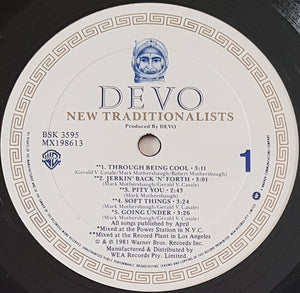 DEVO
NEW TRADITIONALISTS
Produced By DEVO
BSK 3595
MX198613
1
**1. THROUGH BEING COOL • 3:11
(Gerald V. Casale/Mark Mothersbaugh/Robert Mothersbaugh)
**2. JERKIN' BACK 'N' FORTH • 3:01
(Mark Mothersbaugh/Gerald V. Casale)
*3. PITY YOU • 2:43
(Mark Mothersbaugh)
*4. SOFT THINGS • 3:23
(Gerald V. Casale)
*5. GOING UNDER • 3:26
(Mark Mothersbaugh/Gerald V. Casale)
All songs published by April
*Mixed at the Power Station in N.Y.C.
**Mixed at the Record Plant in Los Angeles
© & ℗ 1981 Warner Bros. Records Inc.
Manufactured & Distributed by
WEA Records Pty. Limited.